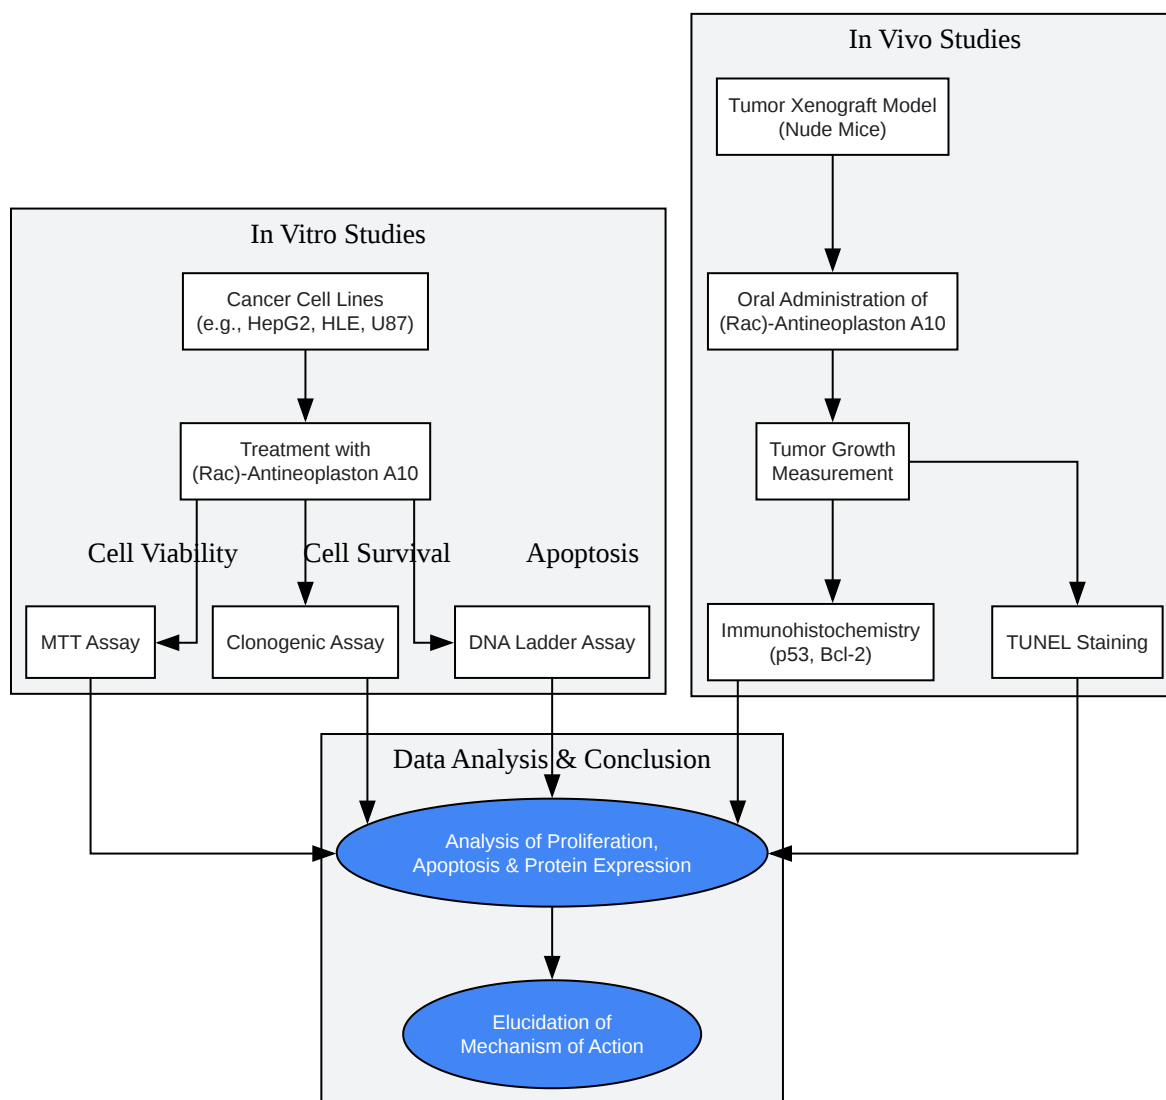 In Vivo Studies
Tumor Xenograft Model
(Nude Mice)
Oral Administration of
(Rac)-Antineoplaston A10
Tumor Growth
Measurement
Immunohistochemistry
(p53, Bcl-2)
TUNEL Staining
In Vitro Studies
Cancer Cell Lines
(e.g., HepG2, HLE, U87)
Treatment with
(Rac)-Antineoplaston A10
Cell Viability
Cell Survival
Apoptosis
MTT Assay
Clonogenic Assay
DNA Ladder Assay
Data Analysis & Conclusion
Analysis of Proliferation,
Apoptosis & Protein Expression
Elucidation of
Mechanism of Action